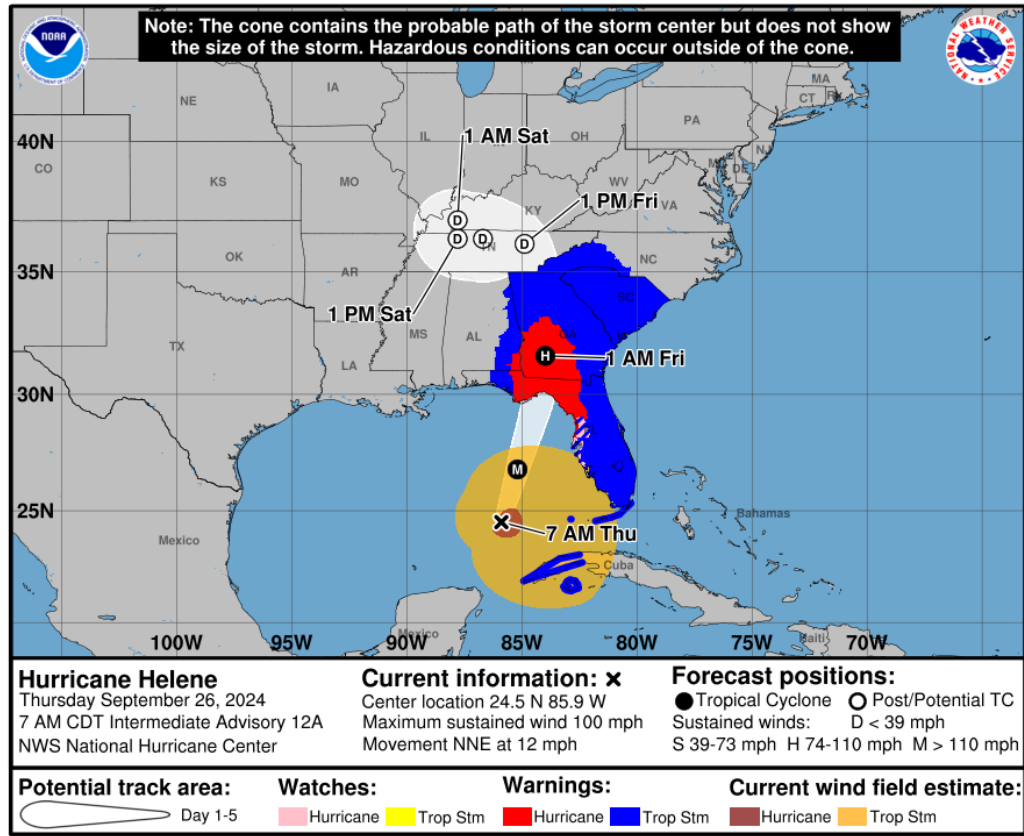 Note: The cone contains the probable path of the storm center but does not show
the size of the storm. Hazardous conditions can occur outside of the cone.
NOAA
NATIONAL WEATHER SERVICE
NE
IA
IL
OH
PA
MA
CT
NJ
DE
CO
KS
MO
WV
VA
KY
OK
AR
NC
SC
TX
LA
MS
AL
40N
35N
30N
25N
1 AM Sat
1 PM Fri
D
D
D
D
1 PM Sat
H
1 AM Fri
M
7 AM Thu
Mexico
Bahamas
Cuba
Mexico
Haiti
100W
95W
90W
85W
80W
75W
70W
Hurricane Helene
Thursday September 26, 2024
7 AM CDT Intermediate Advisory 12A
NWS National Hurricane Center
Current information: ×
Center location 24.5 N 85.9 W
Maximum sustained wind 100 mph
Movement NNE at 12 mph
Forecast positions:
Tropical Cyclone Post/Potential TC
Sustained winds: D < 39 mph
S 39-73 mph H 74-110 mph M > 110 mph
Potential track area:
Day 1-5
Watches:
Hurricane Trop Stm
Warnings:
Hurricane Trop Stm
Current wind field estimate:
Hurricane Trop Stm